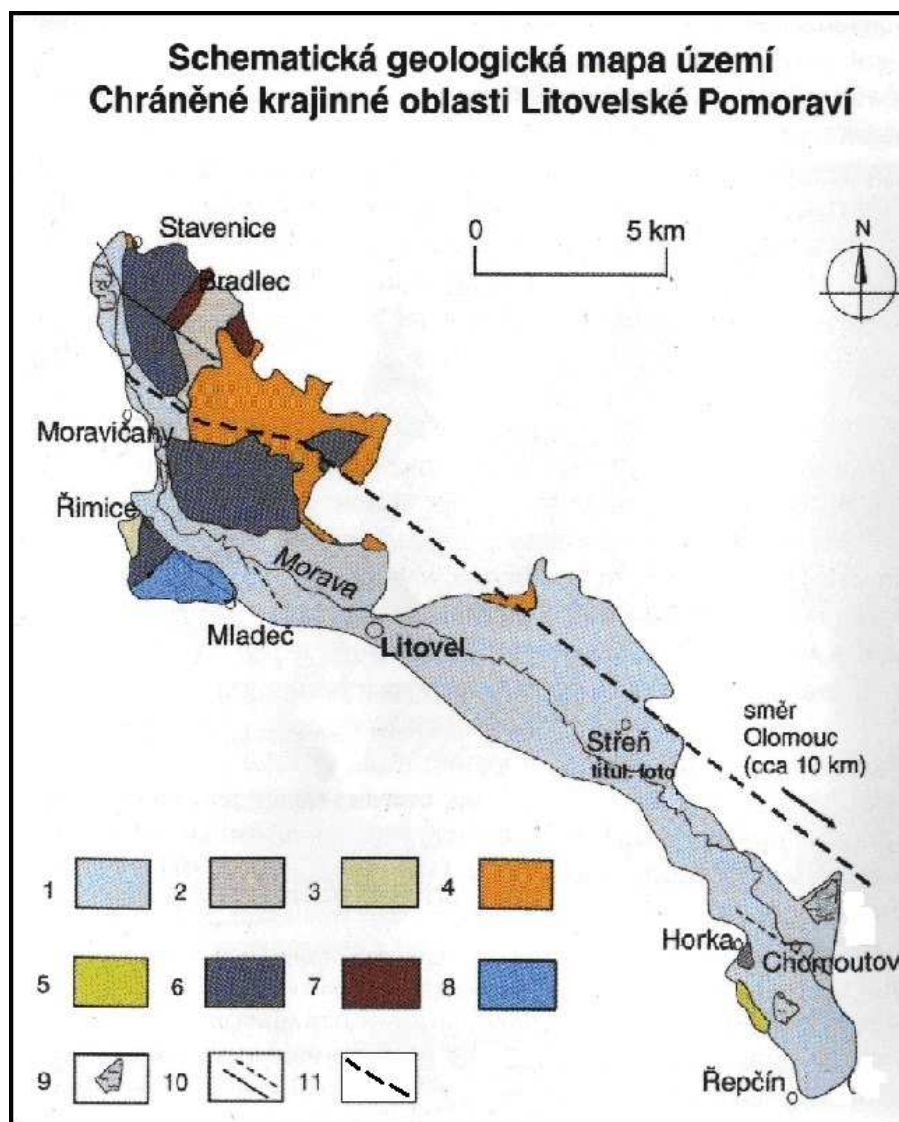 Schematická geologická mapa území
Chráněné krajinné oblasti Litovelské Pomoraví
Stavenice
0 5 km
N
Bradlec
Moravičany
Řimice
Morava
Mladeč
Litovel
směr
Olomouc
(cca 10 km)
Střeň
titul. foto
1 2 3 4
Horka
Chomoutov
5 6 7 8
9 10 11
Řepčín